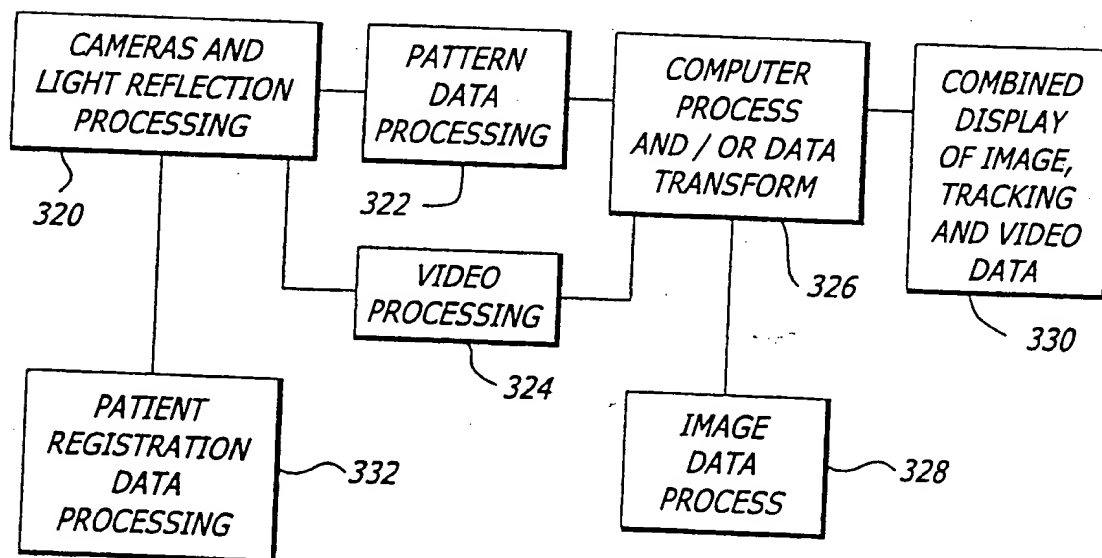 CAMERAS AND
LIGHT REFLECTION
PROCESSING
320
PATTERN
DATA
PROCESSING
322
COMPUTER
PROCESS
AND / OR DATA
TRANSFORM
326
COMBINED
DISPLAY
OF IMAGE,
TRACKING
AND VIDEO
DATA
330
VIDEO
PROCESSING
324
PATIENT
REGISTRATION
DATA
PROCESSING
332
IMAGE
DATA
PROCESS
328